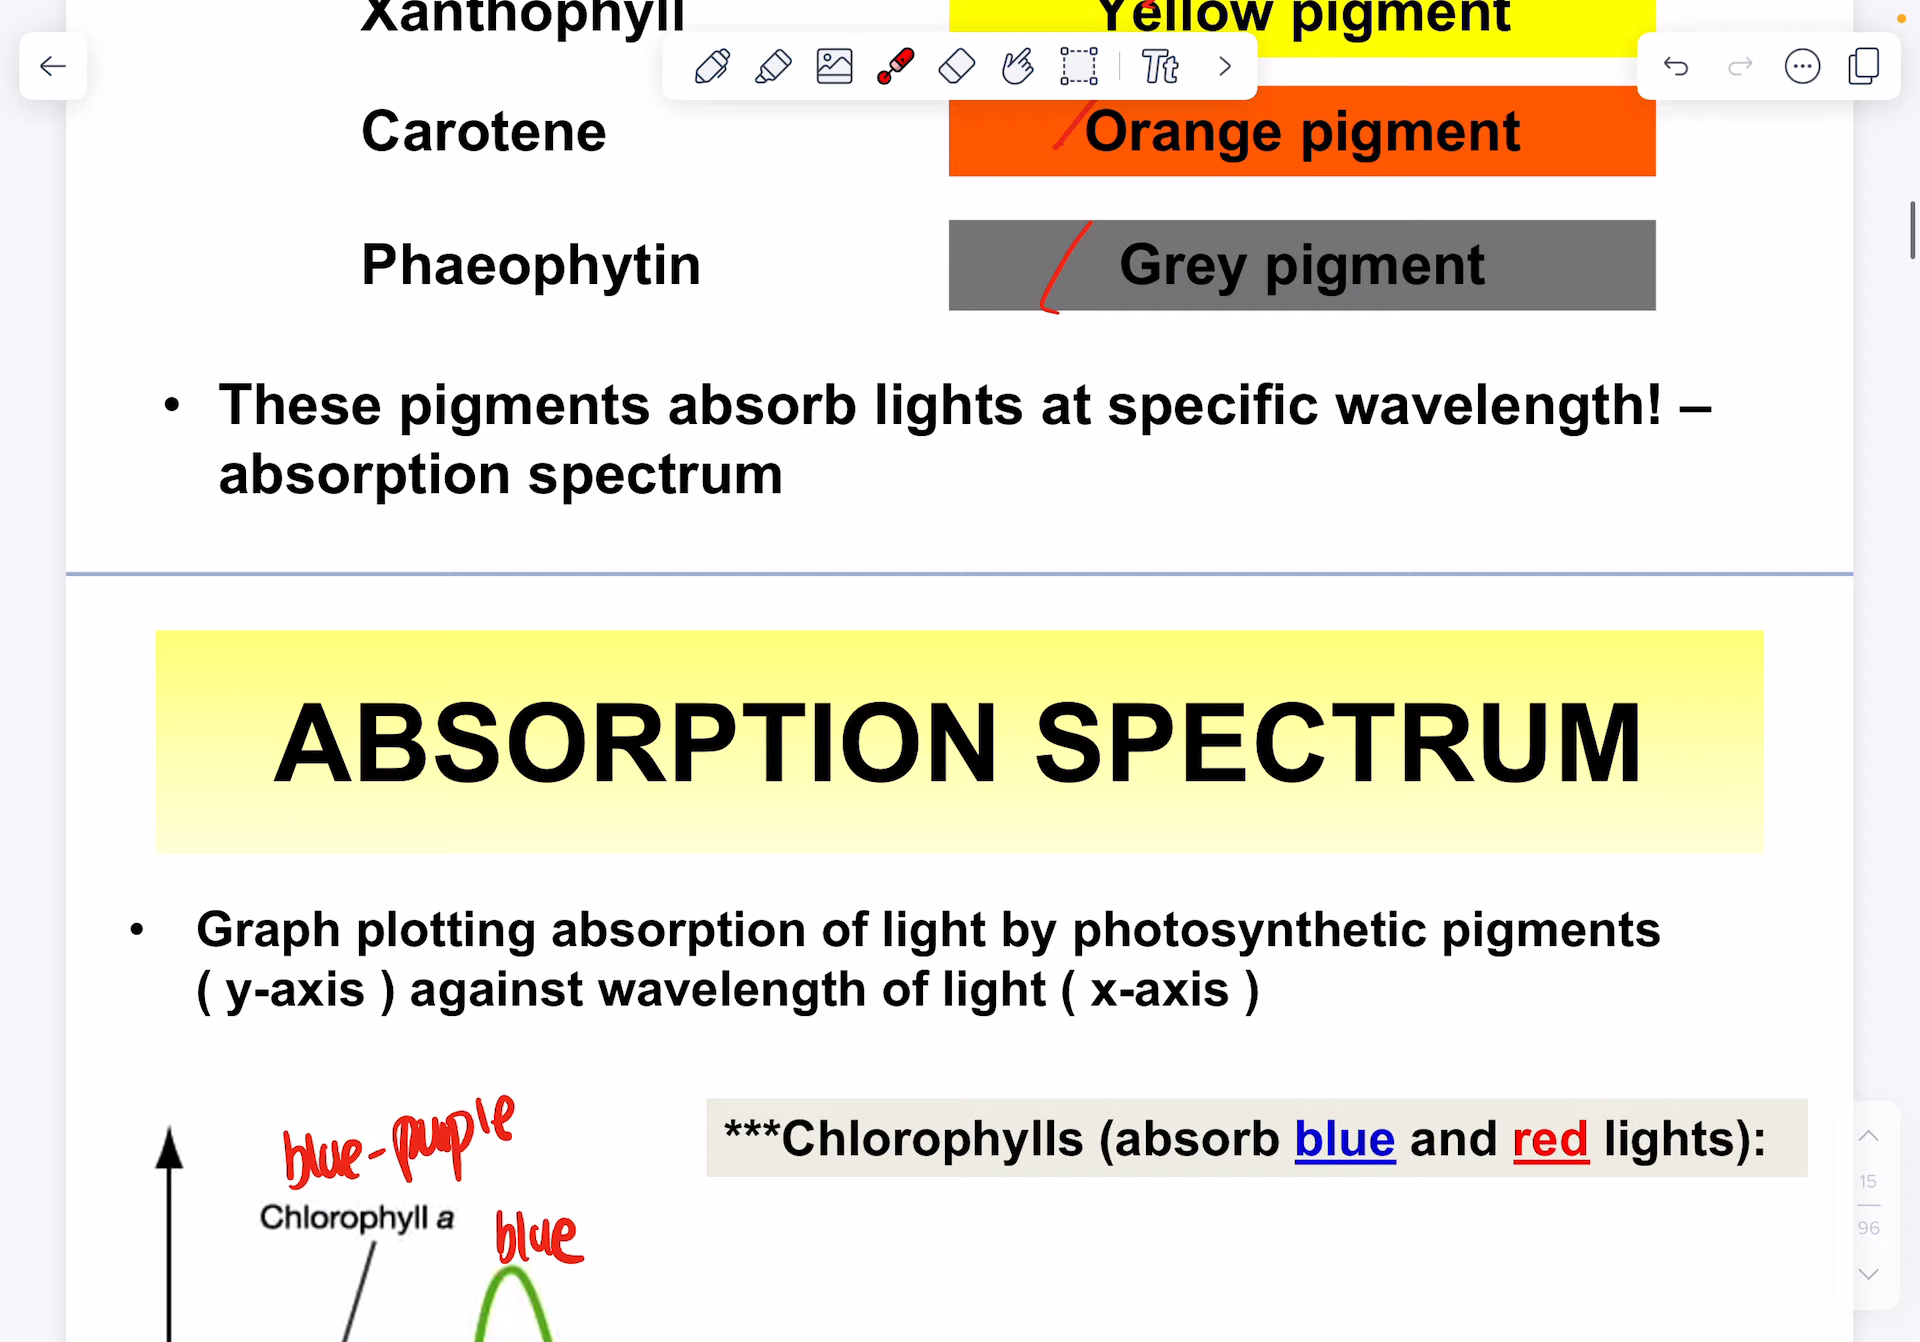 Xanthophyll
Yellow pigment
Tt
Carotene
Orange pigment
Phaeophytin
Grey pigment
• These pigments absorb lights at specific wavelength! –
absorption spectrum
ABSORPTION SPECTRUM
• Graph plotting absorption of light by photosynthetic pigments
( y-axis ) against wavelength of light ( x-axis )
blue-purple
***Chlorophylls (absorb blue and red lights):
Chlorophyll a
blue
15
96